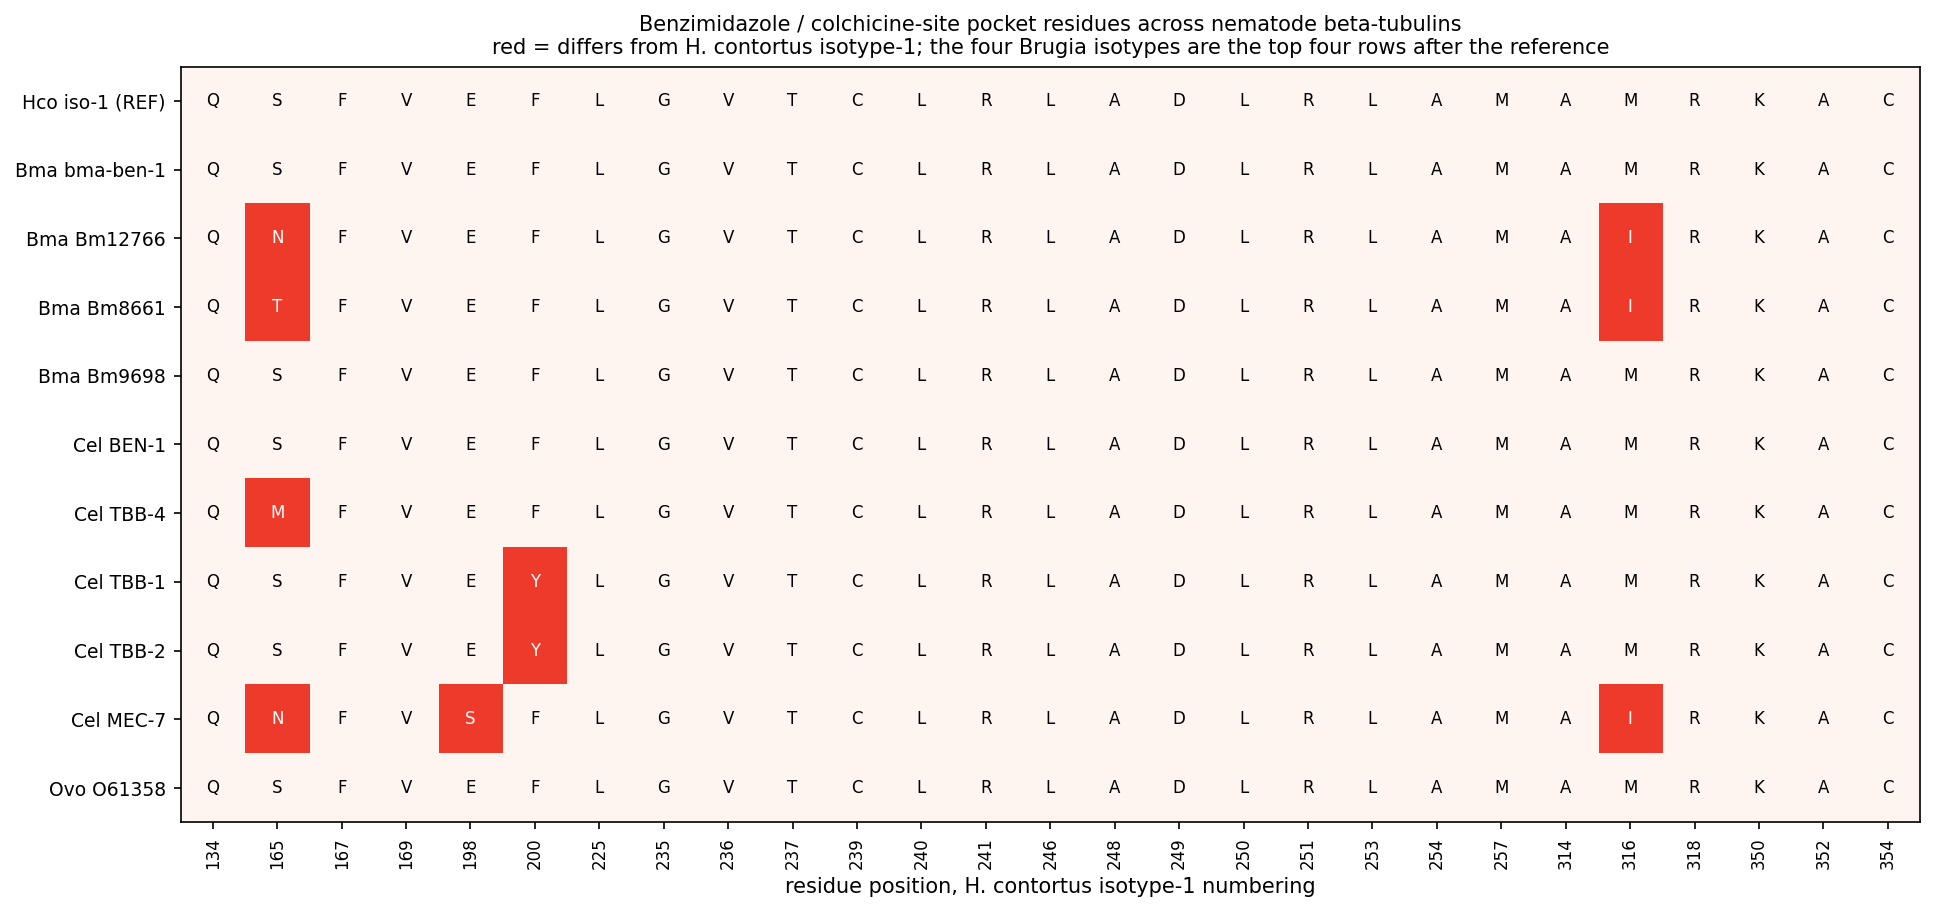 Benzimidazole / colchicine-site pocket residues across nematode beta-tubulins
red = differs from H. contortus isotype-1; the four Brugia isotypes are the top four rows after the reference
Hco iso-1 (REF) Q S F V E F L G V T C L R L A D L R L A M A M R K A C
Bma bma-ben-1 Q S F V E F L G V T C L R L A D L R L A M A M R K A C
Bma Bm12766 Q N F V E F L G V T C L R L A D L R L A M A I R K A C
Bma Bm8661 Q T F V E F L G V T C L R L A D L R L A M A I R K A C
Bma Bm9698 Q S F V E F L G V T C L R L A D L R L A M A M R K A C
Cel BEN-1 Q S F V E F L G V T C L R L A D L R L A M A M R K A C
Cel TBB-4 Q M F V E F L G V T C L R L A D L R L A M A M R K A C
Cel TBB-1 Q S F V E Y L G V T C L R L A D L R L A M A M R K A C
Cel TBB-2 Q S F V E Y L G V T C L R L A D L R L A M A M R K A C
Cel MEC-7 Q N F V S F L G V T C L R L A D L R L A M A I R K A C
Ovo O61358 Q S F V E F L G V T C L R L A D L R L A M A M R K A C
134 165 167 169 198 200 225 235 236 237 239 240 241 246 248 249 250 251 253 254 257 314 316 318 350 352 354
residue position, H. contortus isotype-1 numbering